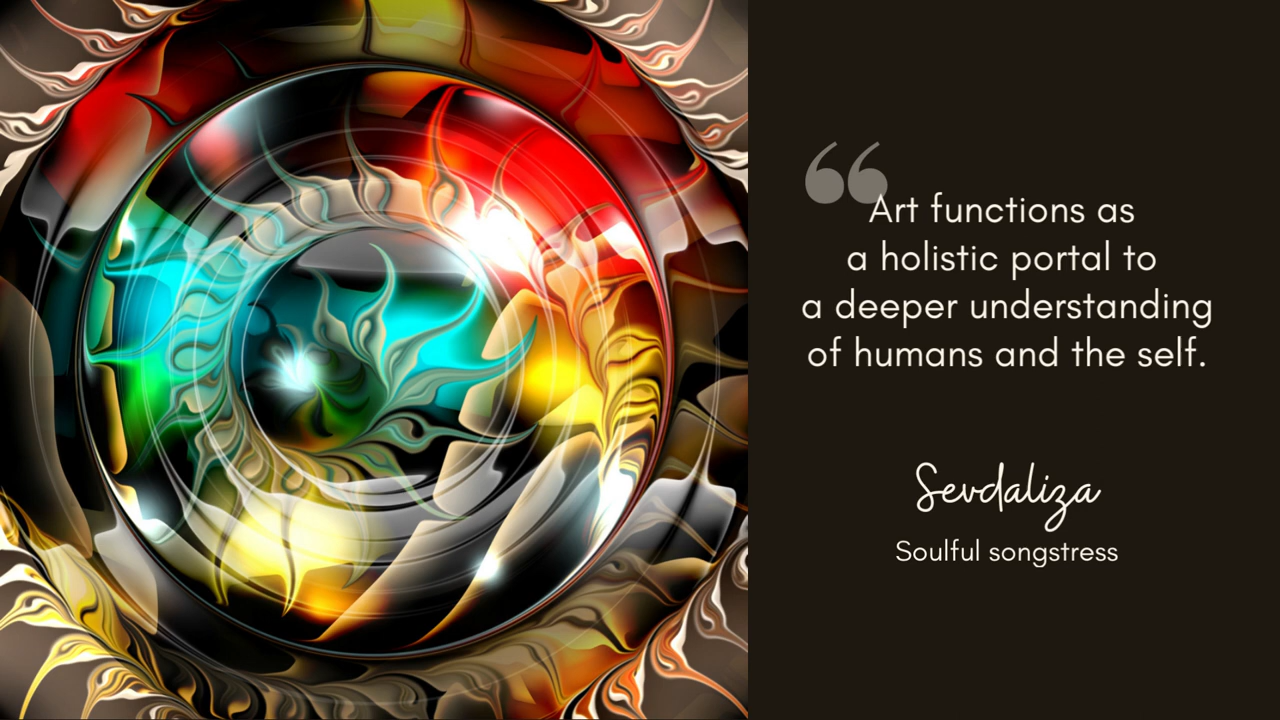 “
Art functions as
a holistic portal to
a deeper understanding
of humans and the self.
Sevdaliza
Soulful songstress